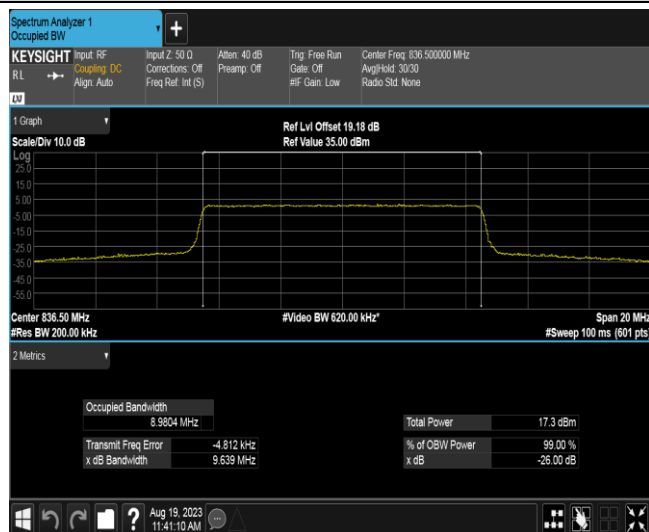 Spectrum Analyzer 1
Occupied BW
+
KEYSIGHT Input: RF Input Z: 50 Ω Atten: 40 dB Trig: Free Run Center Freq: 836.500000 MHz
RL Coupling: DC Corrections: Off Preamp: Off Gate: Off Avg|Hold: 30/30
Align: Auto Freq Ref: Int (S) #IF Gain: Low Radio Std: None
LXI
1 Graph Ref Lvl Offset 19.18 dB
Scale/Div 10.0 dB Ref Value 35.00 dBm
Log
25.0
15.0
5.00
-5.00
-15.0
-25.0
-35.0
-45.0
-55.0
Center 836.50 MHz #Video BW 620.00 kHz* Span 20 MHz
#Res BW 200.00 kHz #Sweep 100 ms (601 pts
2 Metrics
Occupied Bandwidth
8.9804 MHz Total Power 17.3 dBm
Transmit Freq Error -4.812 kHz % of OBW Power 99.00 %
x dB Bandwidth 9.639 MHz x dB -26.00 dB
? Aug 19, 2023
11:41:10 AM